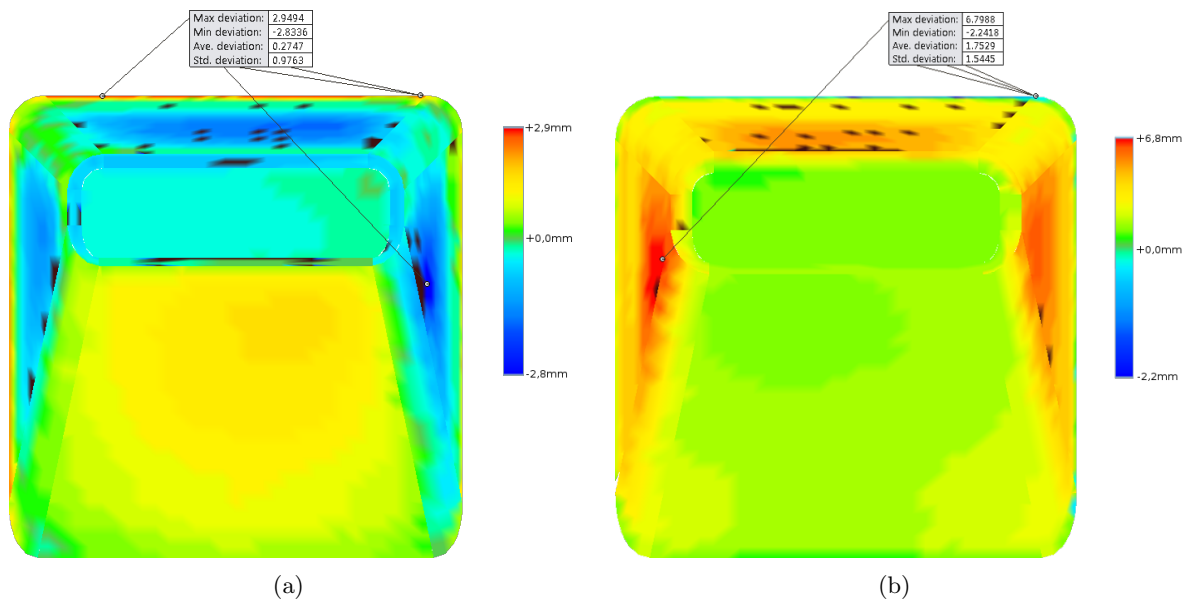 Max deviation: 2.9494
Min deviation: -2.8336
Ave. deviation: 0.2747
Std. deviation: 0.9763
+2,9mm
+0,0mm
-2,8mm
(a)
Max deviation: 6.7988
Min deviation: -2.2418
Ave. deviation: 1.7529
Std. deviation: 1.5445
+6,8mm
+0,0mm
-2,2mm
(b)